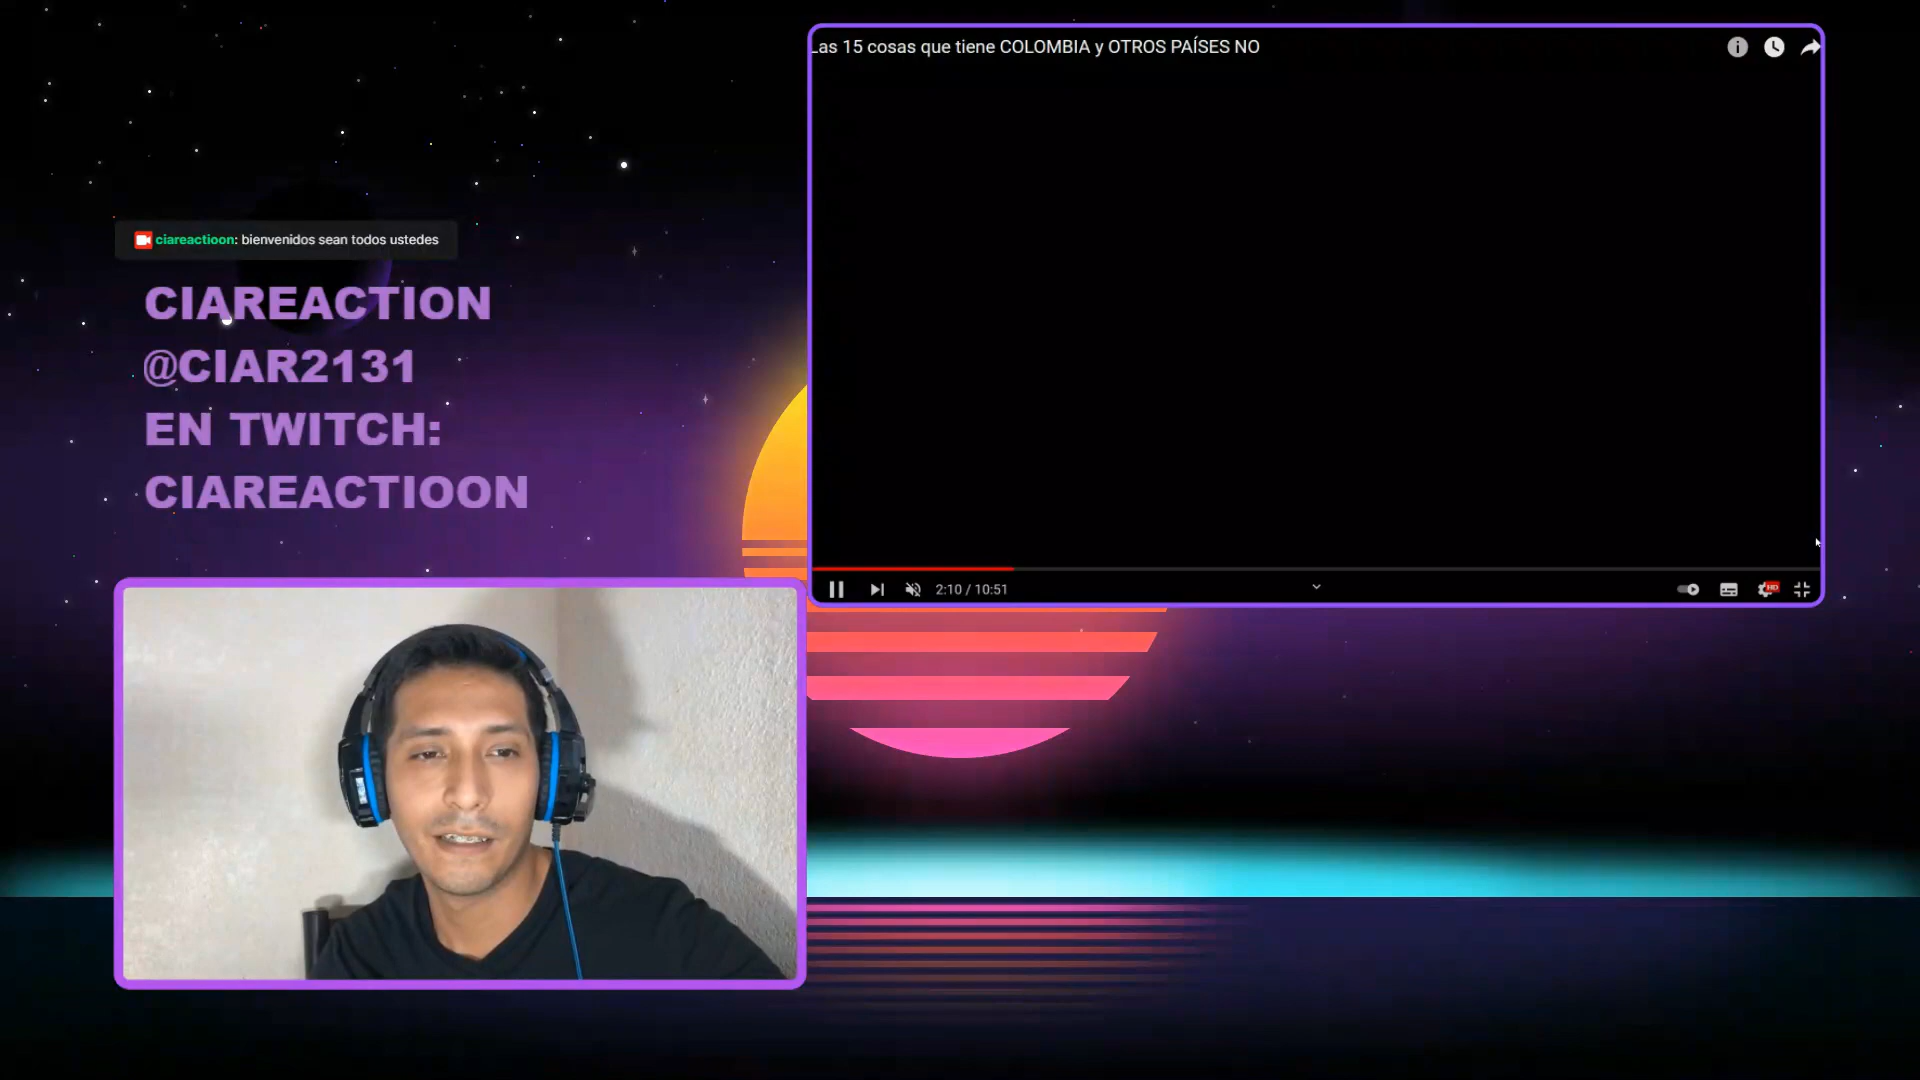 Las 15 cosas que tiene COLOMBIA y OTROS PAÍSES NO
ciareactioon: bienvenidos sean todos ustedes
CIAREACTION
@CIAR2131
EN TWITCH:
CIAREACTIOON
2:10 / 10:51
HD